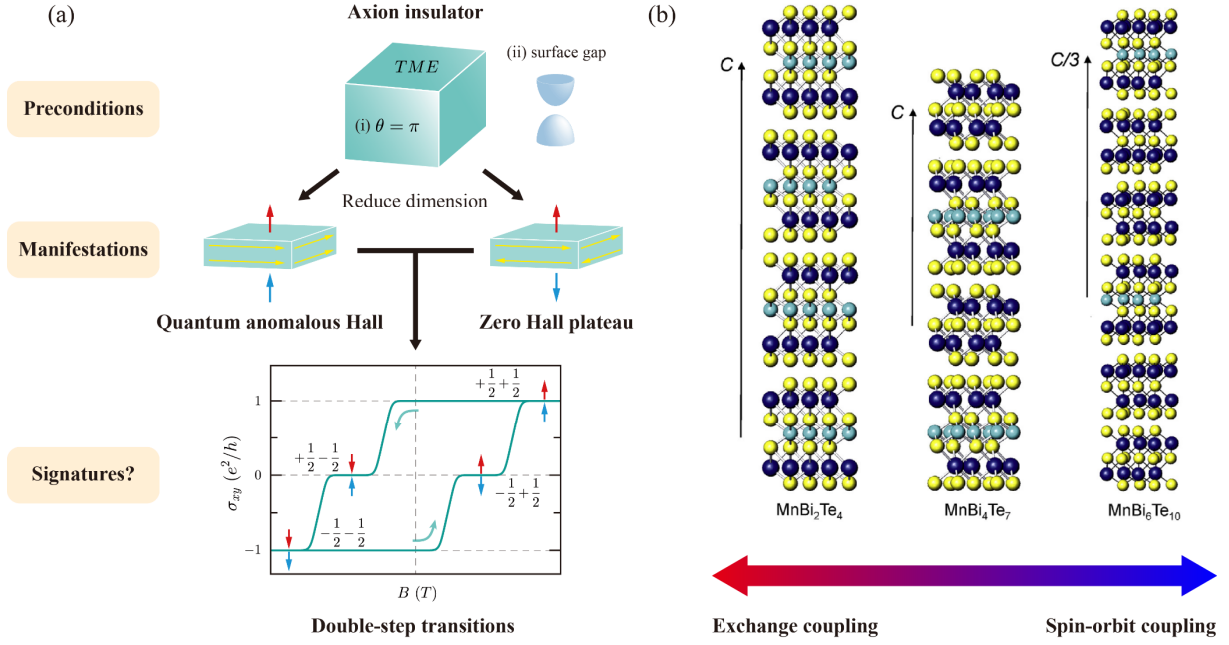 (a)
Axion insulator
(ii) surface gap
TME
(i) θ = π
Preconditions
Reduce dimension
Manifestations
Quantum anomalous Hall
Zero Hall plateau
Signatures?
σxy (e²/h)
1
0
−1
+1/2+1/2
+1/2−1/2
−1/2+1/2
−1/2−1/2
B (T)
Double-step transitions
(b)
C
C
C/3
MnBi₂Te₄
MnBi₄Te₇
MnBi₆Te₁₀
Exchange coupling
Spin-orbit coupling